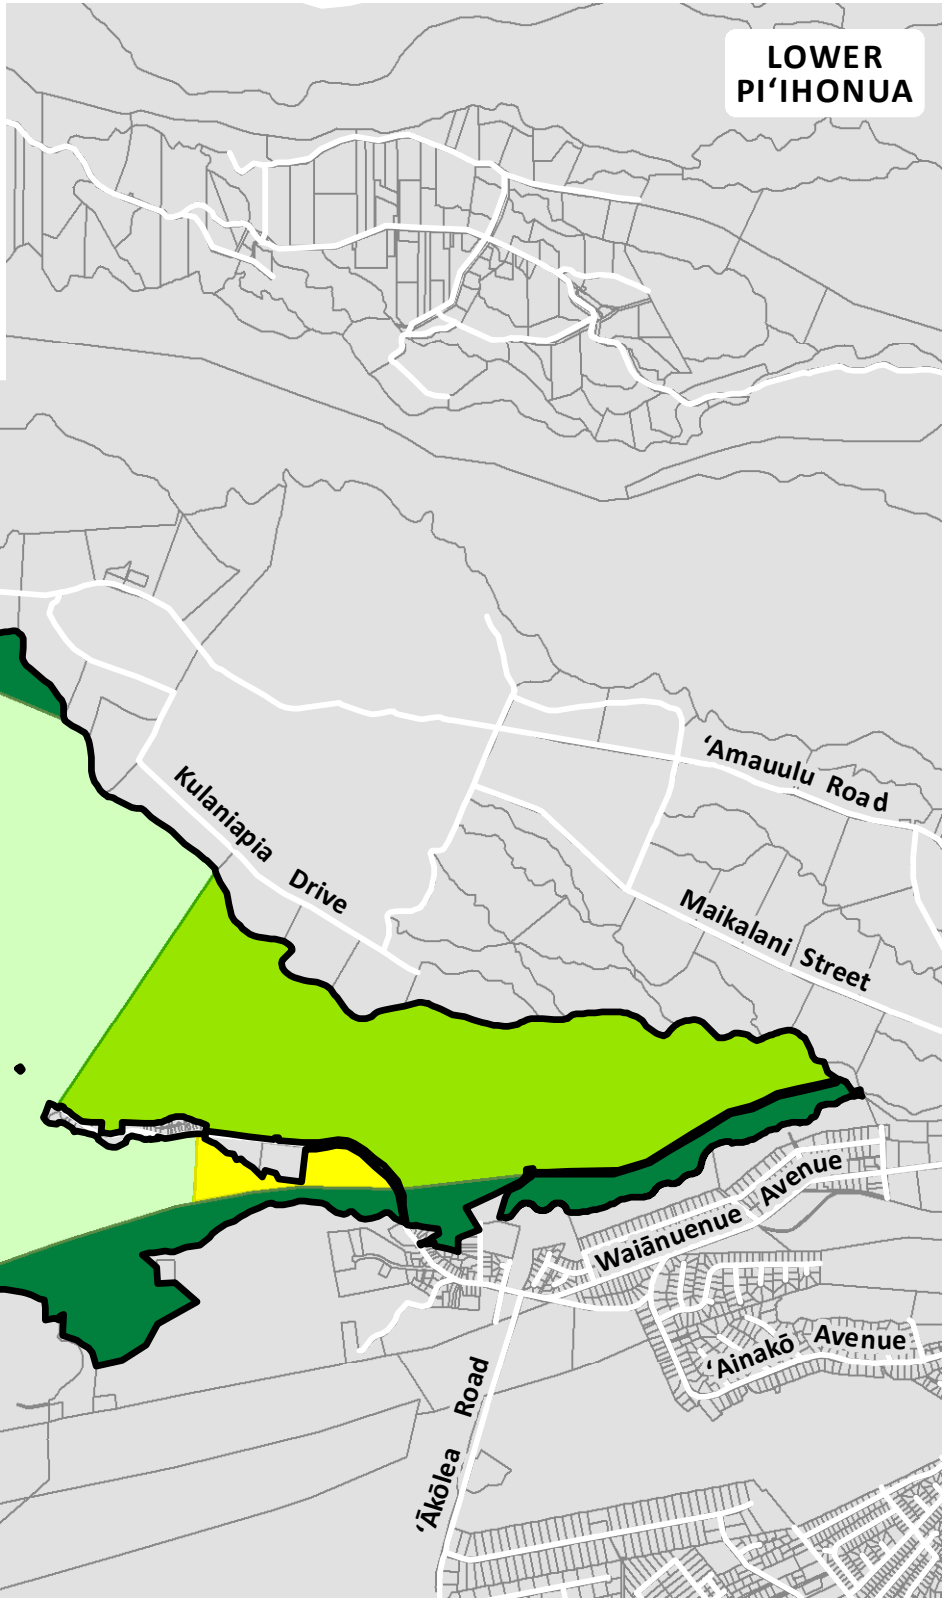 LOWER
PI‘IHONUA
‘Amauulu Road
Kulaniapia Drive
Maikalani Street
Waiānuenue Avenue
‘Ainakō Avenue
‘Ākōlea Road